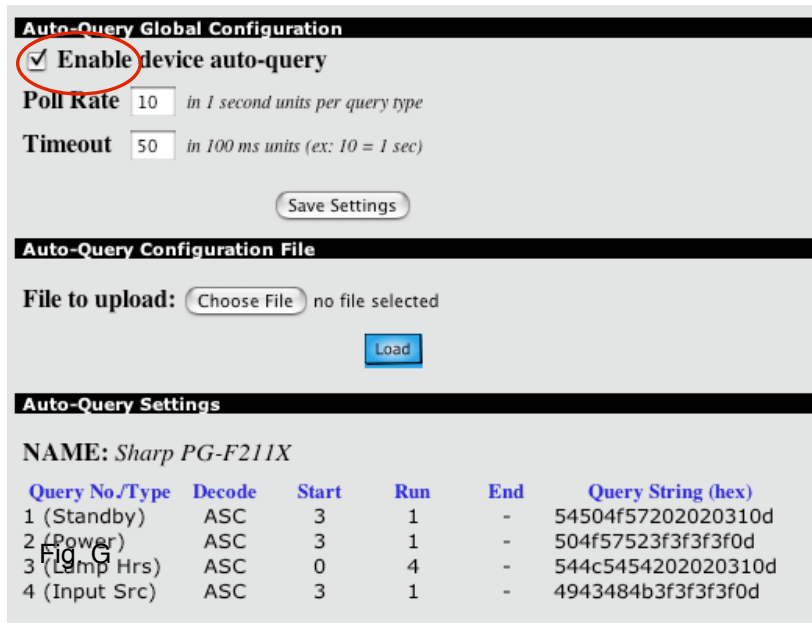 Auto-Query Global Configuration
Enable device auto-query
Poll Rate 10 in 1 second units per query type
Timeout 50 in 100 ms units (ex: 10 = 1 sec)
Save Settings
Auto-Query Configuration File
File to upload: Choose File no file selected
Load
Auto-Query Settings
NAME: Sharp PG-F211X
Query No./Type Decode Start Run End Query String (hex)
1 (Standby) ASC 3 1 - 54504f57202020310d
2 (Power) ASC 3 1 - 504f57523f3f3f3f0d
Fig. G
3 (Lamp Hrs) ASC 0 4 - 544c5454202020310d
4 (Input Src) ASC 3 1 - 4943484b3f3f3f3f0d